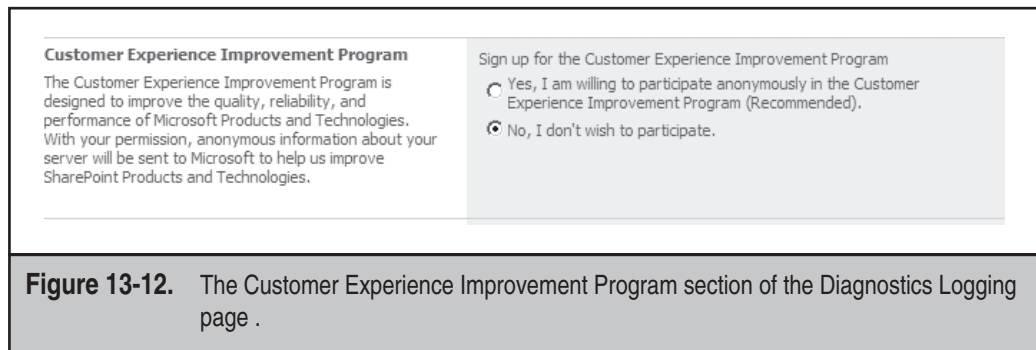 Customer Experience Improvement Program
The Customer Experience Improvement Program is
designed to improve the quality, reliability, and
performance of Microsoft Products and Technologies.
With your permission, anonymous information about your
server will be sent to Microsoft to help us improve
SharePoint Products and Technologies.
Sign up for the Customer Experience Improvement Program
Yes, I am willing to participate anonymously in the Customer
Experience Improvement Program (Recommended).
No, I don't wish to participate.
Figure 13-12. The Customer Experience Improvement Program section of the Diagnostics Logging
page .